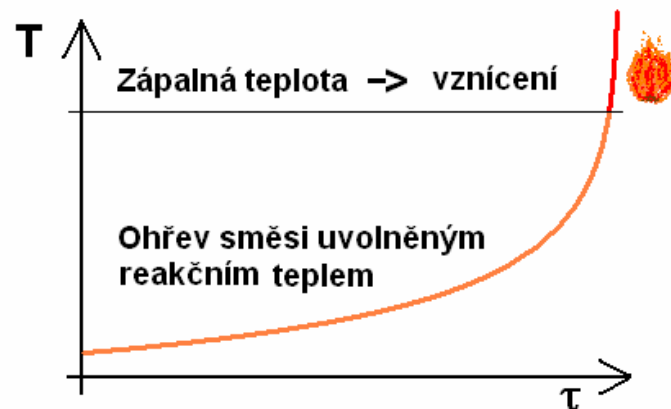 T
Zápalná teplota –> vznícení
Ohřev směsi uvolněným
reakčním teplem
τ